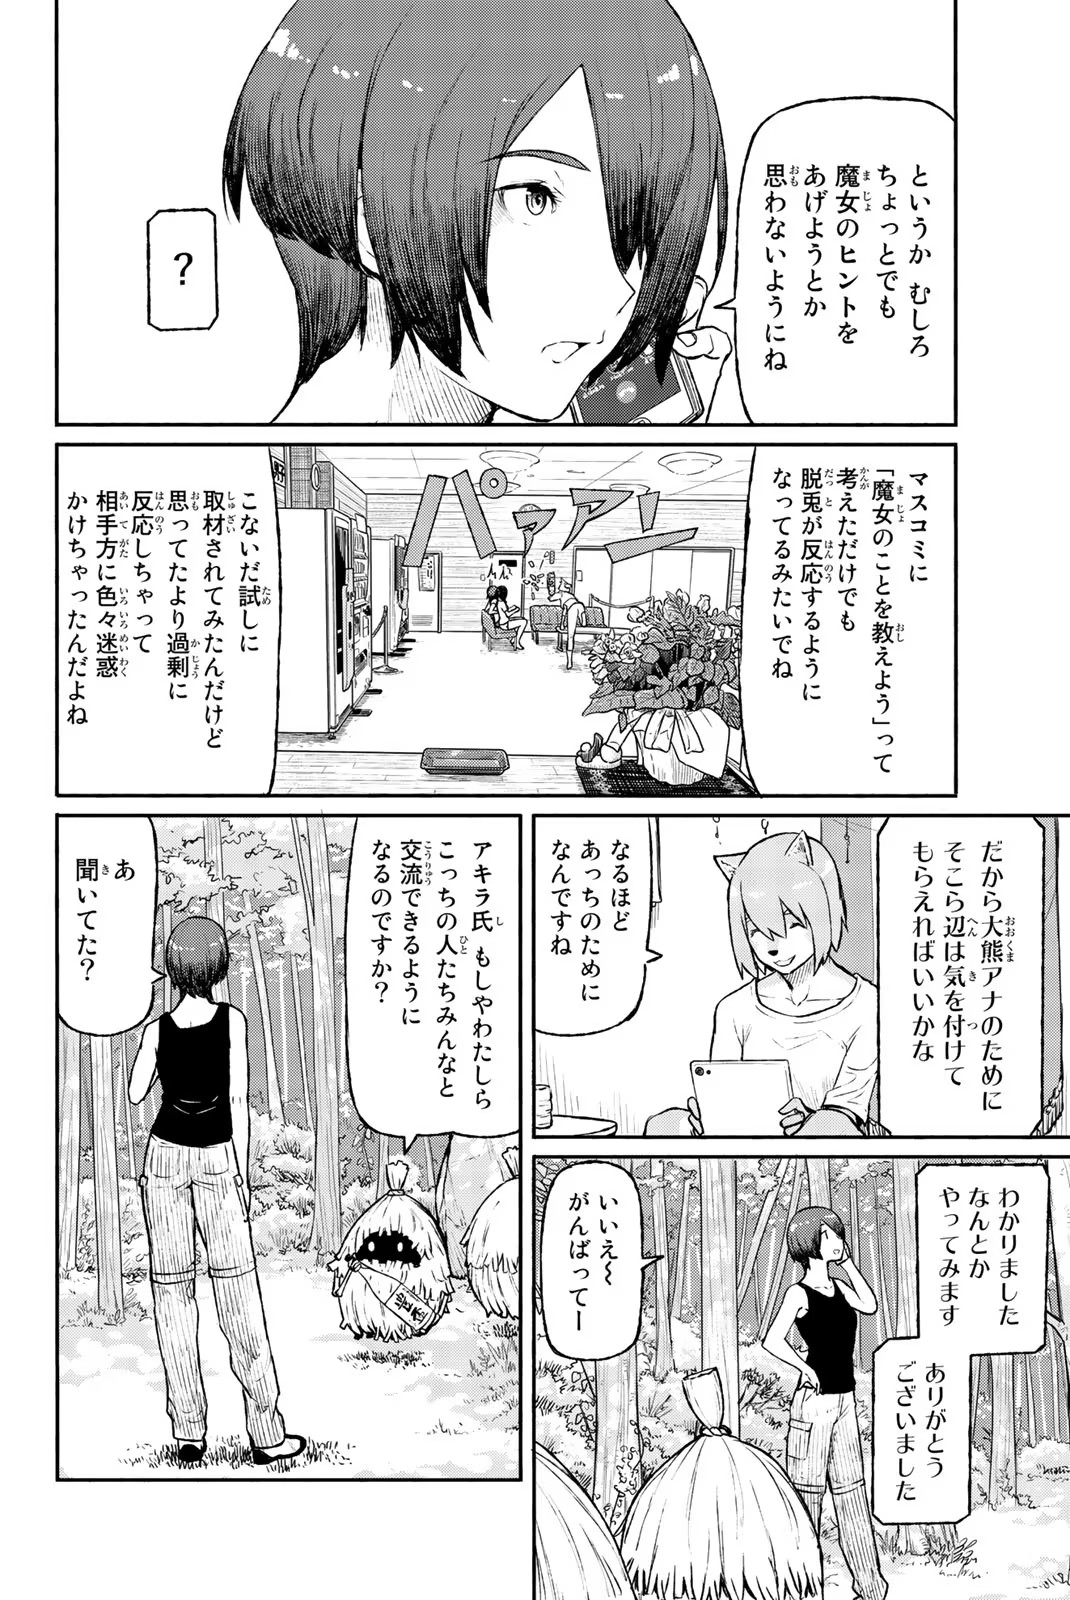 というか むしろ
ちょっとでも
魔女のヒントを
あげようとか
思わないようにね
?
マスコミに
「魔女のことを教えよう」って
考えただけでも
脱兎が反応するように
なってるみたいでね
パァアン
こないだ試しに
取材されてみたんだけど
思ってたより過剰に
反応しちゃって
相手方に色々迷惑
かけちゃったんだよね
だから大熊アナのために
そこら辺は気を付けて
もらえればいいかな
なるほど
あっちのために
なんですね
わかりました
なんとか
やってみます
ありがとう
ございました
いいえ〜
がんばってー
アキラ氏 もしやわたしら
こっちの人たちみんなと
交流できるように
なるのですか?
あ
聞いてた?